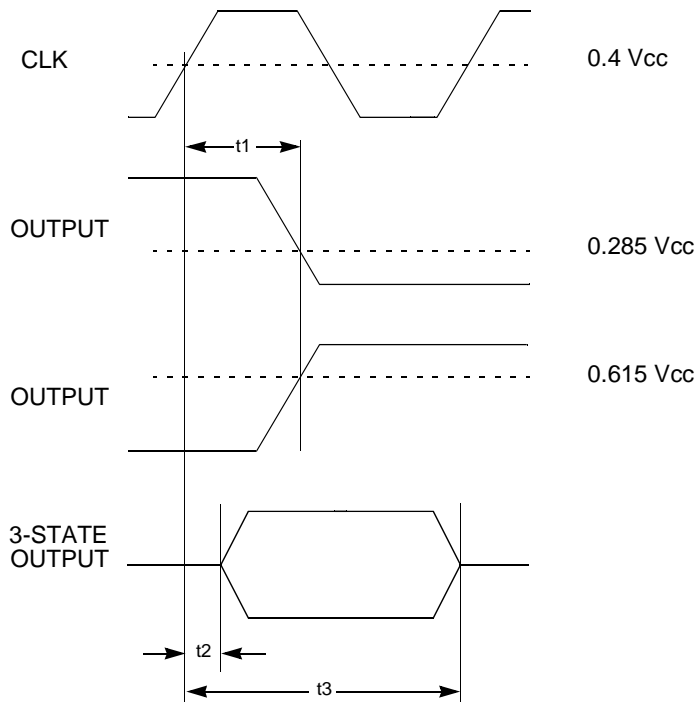 CLK
0.4 Vcc
t1
OUTPUT
0.285 Vcc
OUTPUT
0.615 Vcc
3-STATE
OUTPUT
t2
t3